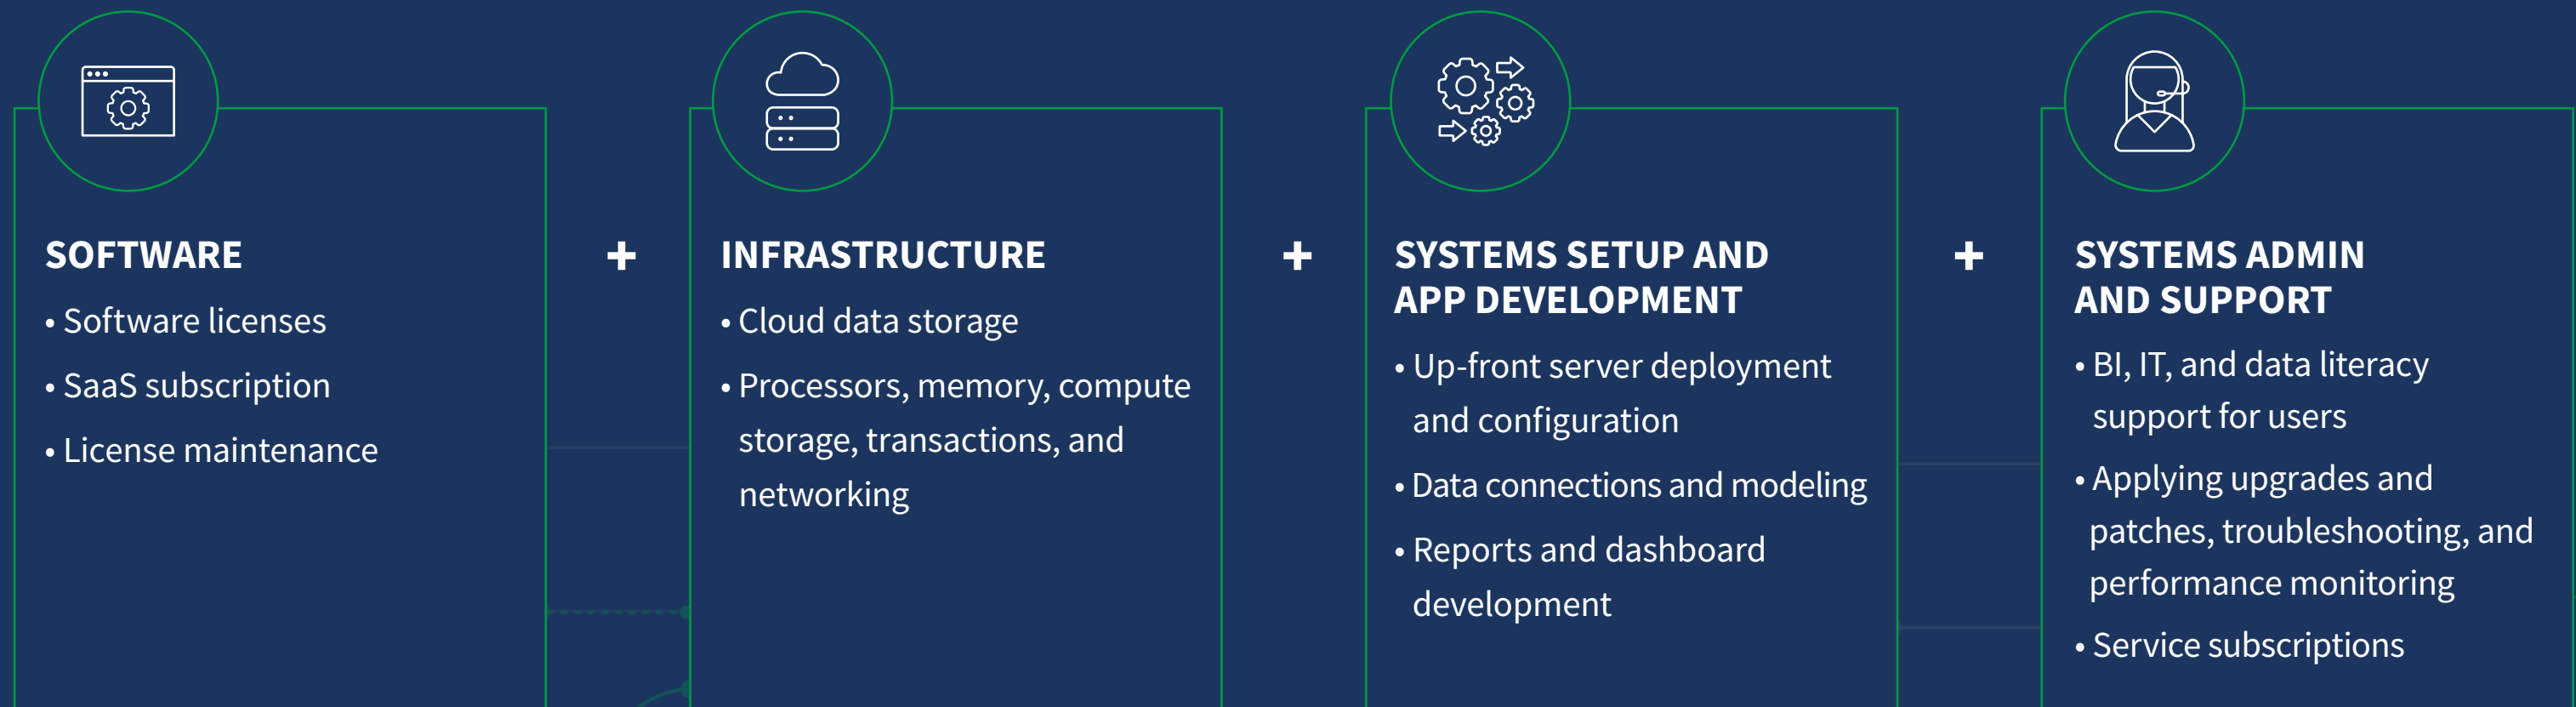 SOFTWARE
• Software licenses
• SaaS subscription
• License maintenance
+
INFRASTRUCTURE
• Cloud data storage
• Processors, memory, compute
storage, transactions, and
networking
+
SYSTEMS SETUP AND
APP DEVELOPMENT
• Up-front server deployment
and configuration
• Data connections and modeling
• Reports and dashboard
development
+
SYSTEMS ADMIN
AND SUPPORT
• BI, IT, and data literacy
support for users
• Applying upgrades and
patches, troubleshooting, and
performance monitoring
• Service subscriptions